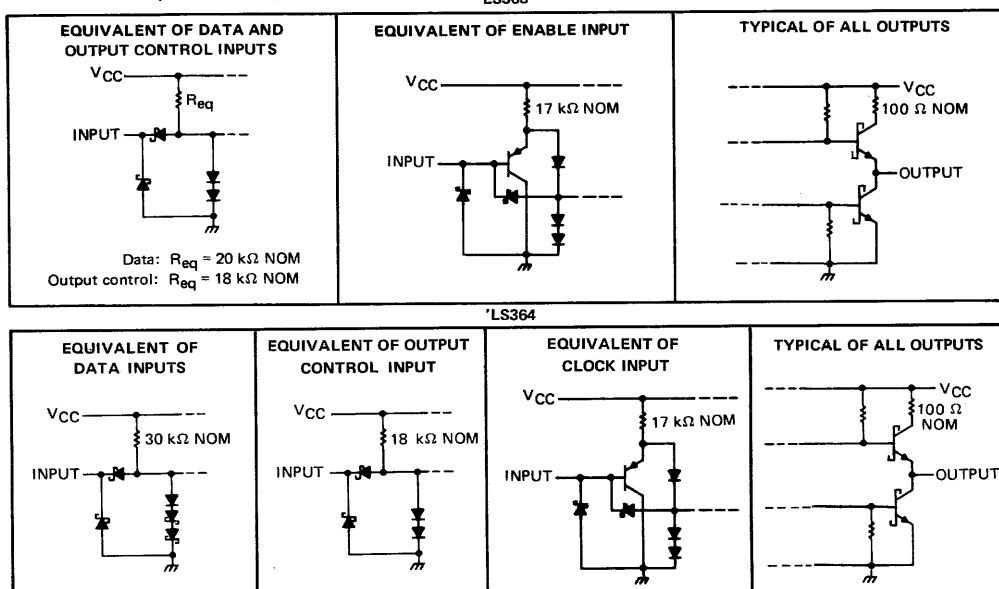 EQUIVALENT OF DATA AND
OUTPUT CONTROL INPUTS
VCC
Req
INPUT
Data: Req = 20 kΩ NOM
Output control: Req = 18 kΩ NOM
EQUIVALENT OF ENABLE INPUT
VCC
17 kΩ NOM
INPUT
TYPICAL OF ALL OUTPUTS
VCC
100 Ω NOM
OUTPUT
'LS364
EQUIVALENT OF
DATA INPUTS
VCC
30 kΩ NOM
INPUT
EQUIVALENT OF OUTPUT
CONTROL INPUT
VCC
18 kΩ NOM
INPUT
EQUIVALENT OF
CLOCK INPUT
VCC
17 kΩ NOM
INPUT
TYPICAL OF ALL OUTPUTS
VCC
100 Ω
NOM
OUTPUT